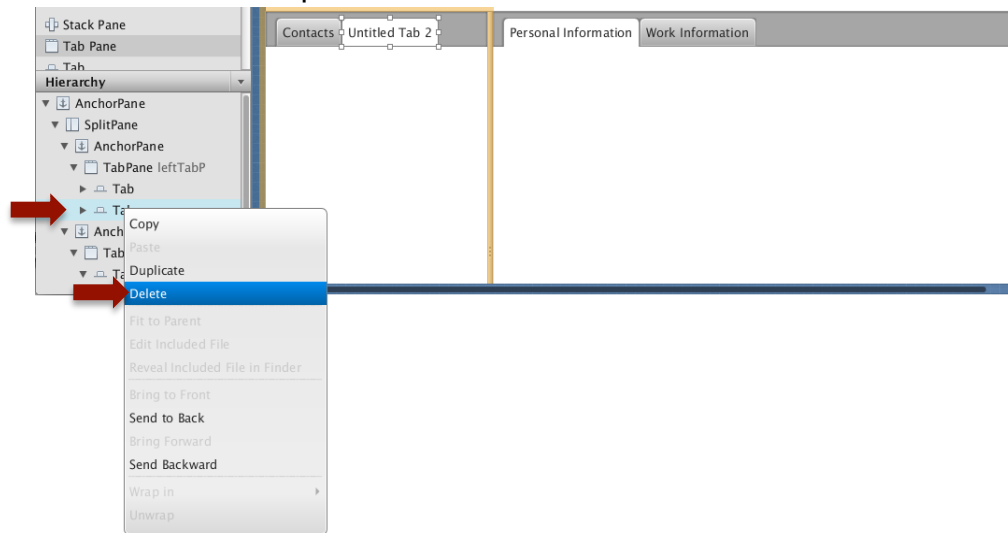 Stack Pane
Tab Pane
Tab
Hierarchy
AnchorPane
SplitPane
AnchorPane
TabPane leftTabP
Tab
Anch
Tab
Contacts Untitled Tab 2
Personal Information Work Information
Copy
Paste
Duplicate
Delete
Fit to Parent
Edit Included File
Reveal Included File in Finder
Bring to Front
Send to Back
Bring Forward
Send Backward
Wrap in
Unwrap